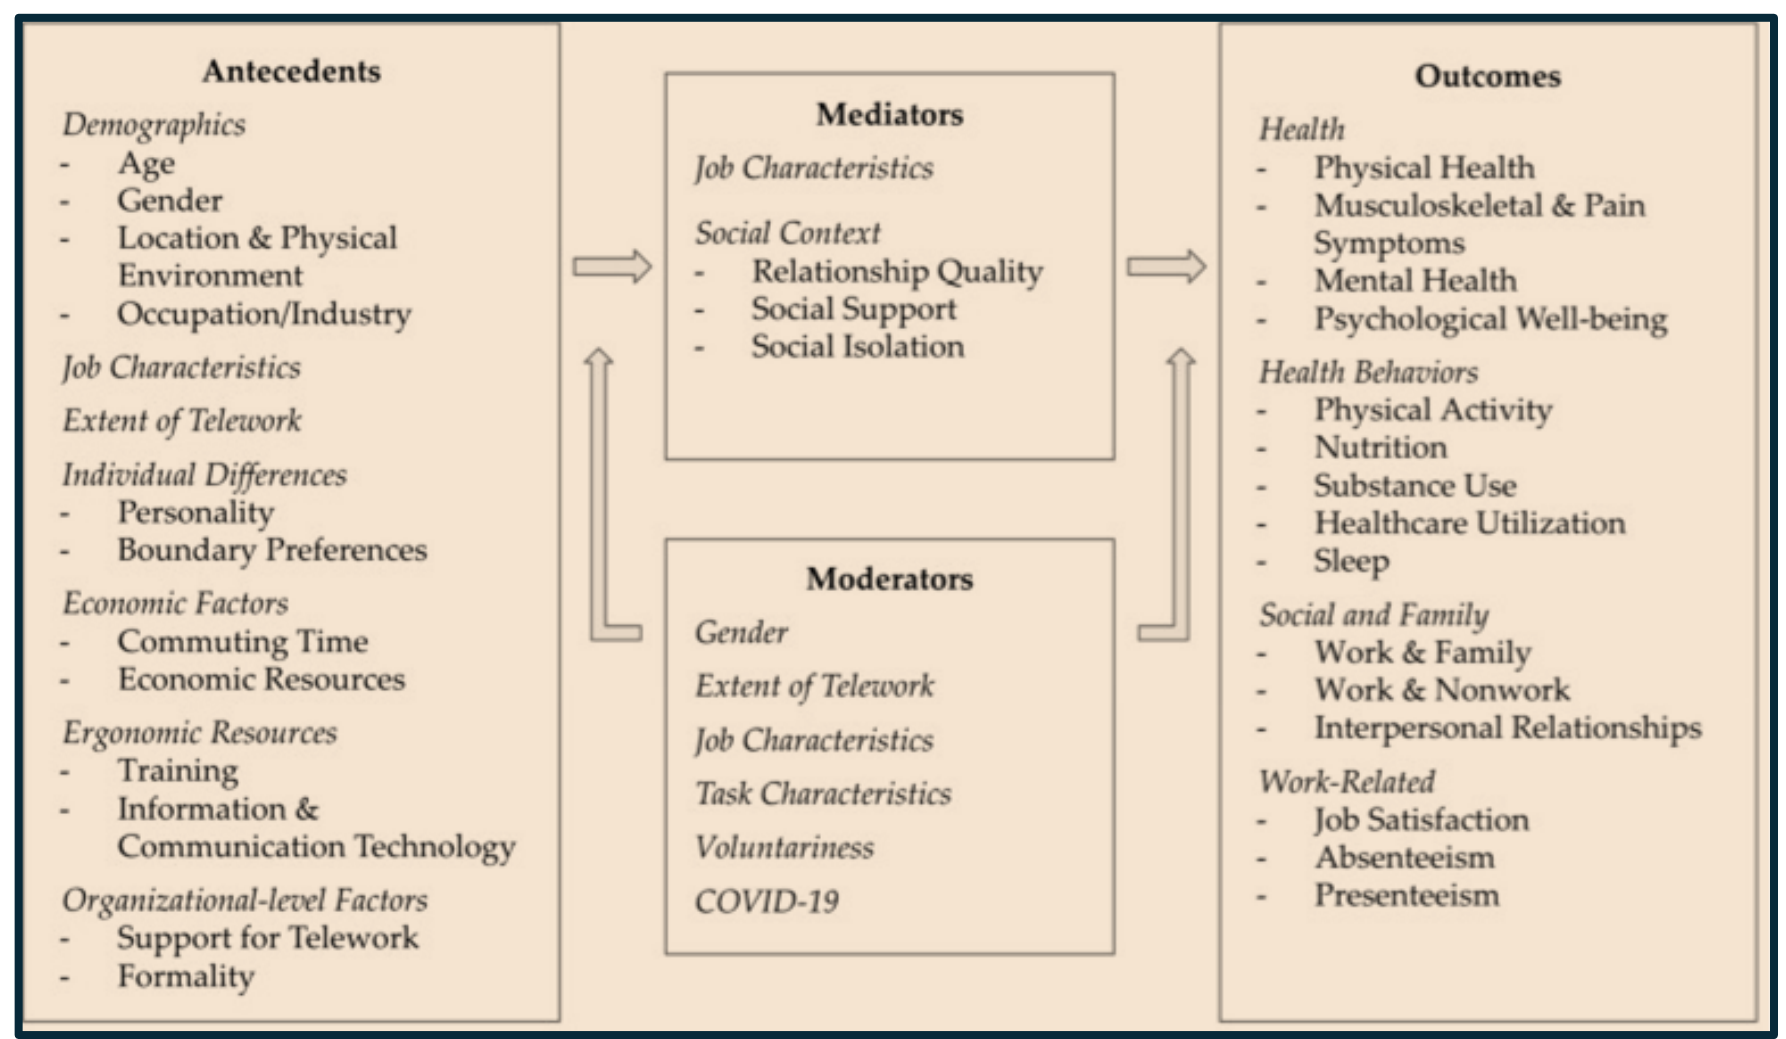 Antecedents
Demographics
- Age
- Gender
- Location & Physical
Environment
- Occupation/Industry
Job Characteristics
Extent of Telework
Individual Differences
- Personality
- Boundary Preferences
Economic Factors
- Commuting Time
- Economic Resources
Ergonomic Resources
- Training
- Information &
Communication Technology
Organizational-level Factors
- Support for Telework
- Formality
Mediators
Job Characteristics
Social Context
- Relationship Quality
- Social Support
- Social Isolation
Moderators
Gender
Extent of Telework
Job Characteristics
Task Characteristics
Voluntariness
COVID-19
Outcomes
Health
- Physical Health
- Musculoskeletal & Pain
Symptoms
- Mental Health
- Psychological Well-being
Health Behaviors
- Physical Activity
- Nutrition
- Substance Use
- Healthcare Utilization
- Sleep
Social and Family
- Work & Family
- Work & Nonwork
- Interpersonal Relationships
Work-Related
- Job Satisfaction
- Absenteeism
- Presenteeism